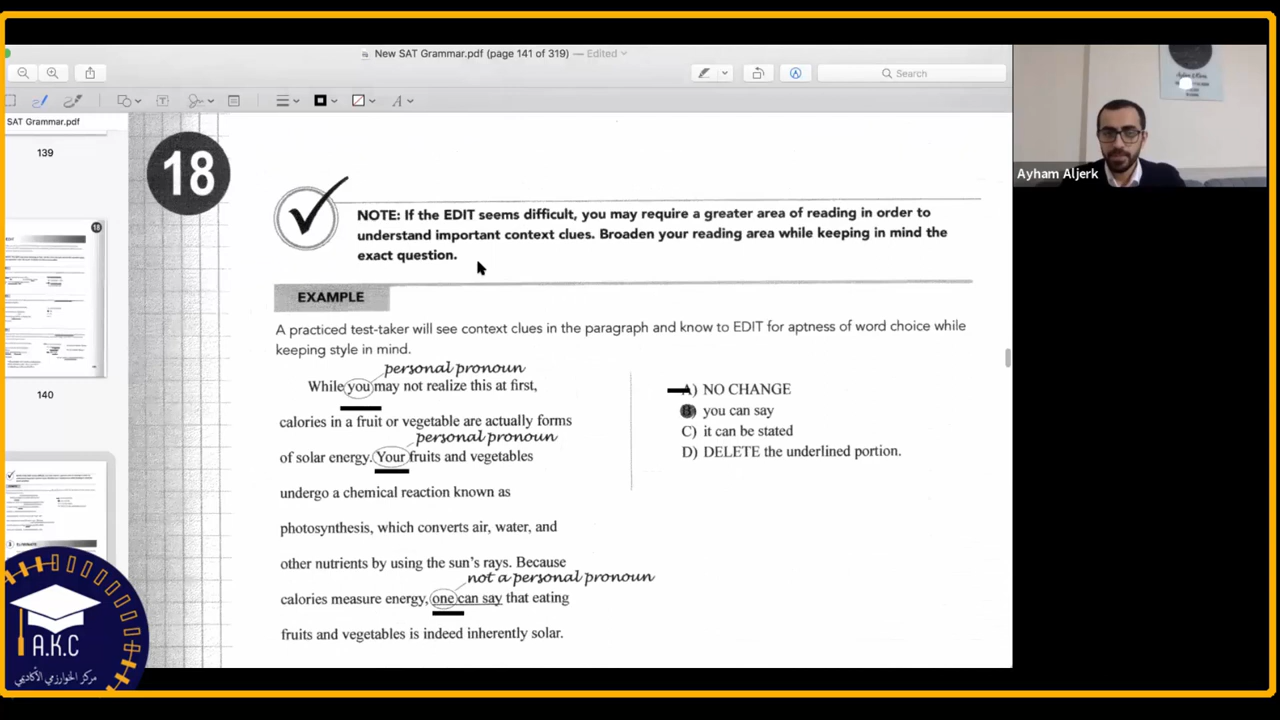 New SAT Grammar.pdf (page 141 of 319) — Edited
Search
SAT Grammar.pdf
139
18
140
Ayham Aljerk
18
NOTE: If the EDIT seems difficult, you may require a greater area of reading in order to
understand important context clues. Broaden your reading area while keeping in mind the
exact question.
EXAMPLE
A practiced test-taker will see context clues in the paragraph and know to EDIT for aptness of word choice while
keeping style in mind.
personal pronoun
While you may not realize this at first,
calories in a fruit or vegetable are actually forms
personal pronoun
of solar energy. Your fruits and vegetables
undergo a chemical reaction known as
photosynthesis, which converts air, water, and
other nutrients by using the sun's rays. Because
not a personal pronoun
calories measure energy, one can say that eating
fruits and vegetables is indeed inherently solar.
A) NO CHANGE
B) you can say
C) it can be stated
D) DELETE the underlined portion.
A.K.C
مركز الخوارزمي الأكاديمي